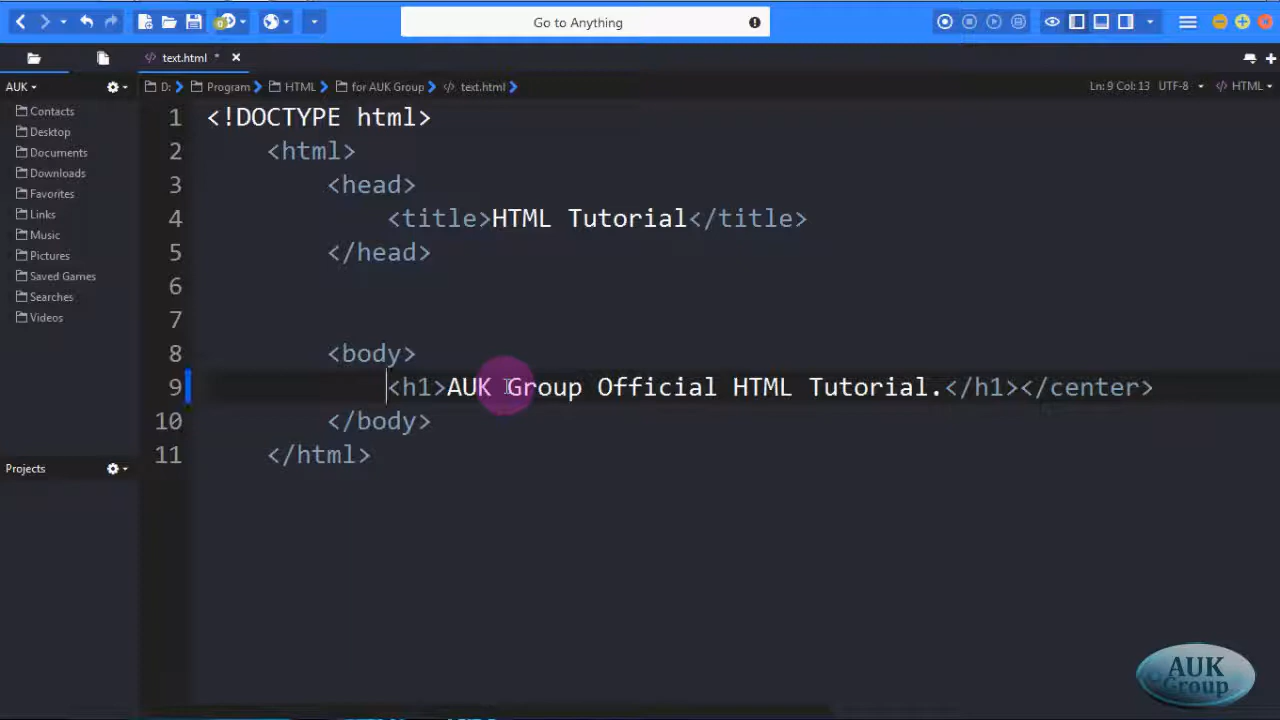 Go to Anything
text.html *
AUK
D: Program HTML for AUK Group text.html
Ln: 9 Col: 13 UTF-8 HTML
Contacts
Desktop
Documents
Downloads
Favorites
Links
Music
Pictures
Saved Games
Searches
Videos
Projects
1 <!DOCTYPE html>
2 <html>
3 <head>
4 <title>HTML Tutorial</title>
5 </head>
6
7
8 <body>
9 <h1>AUK Group Official HTML Tutorial.</h1></center>
10 </body>
11 </html>
AUK
Group